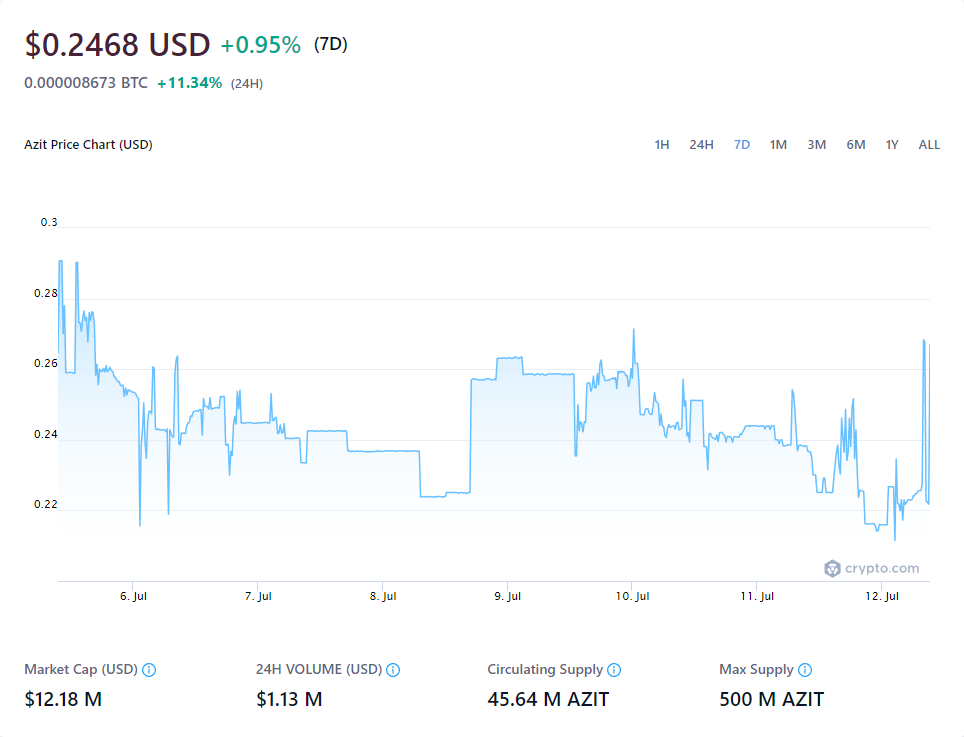 $0.2468 USD +0.95% (7D)
0.000008673 BTC +11.34% (24H)
Azit Price Chart (USD) 1H 24H 7D 1M 3M 6M 1Y ALL
0.3
0.28
0.26
0.24
0.22
crypto.com
6. Jul 7. Jul 8. Jul 9. Jul 10. Jul 11. Jul 12. Jul
Market Cap (USD) 24H VOLUME (USD) Circulating Supply Max Supply
$12.18 M $1.13 M 45.64 M AZIT 500 M AZIT